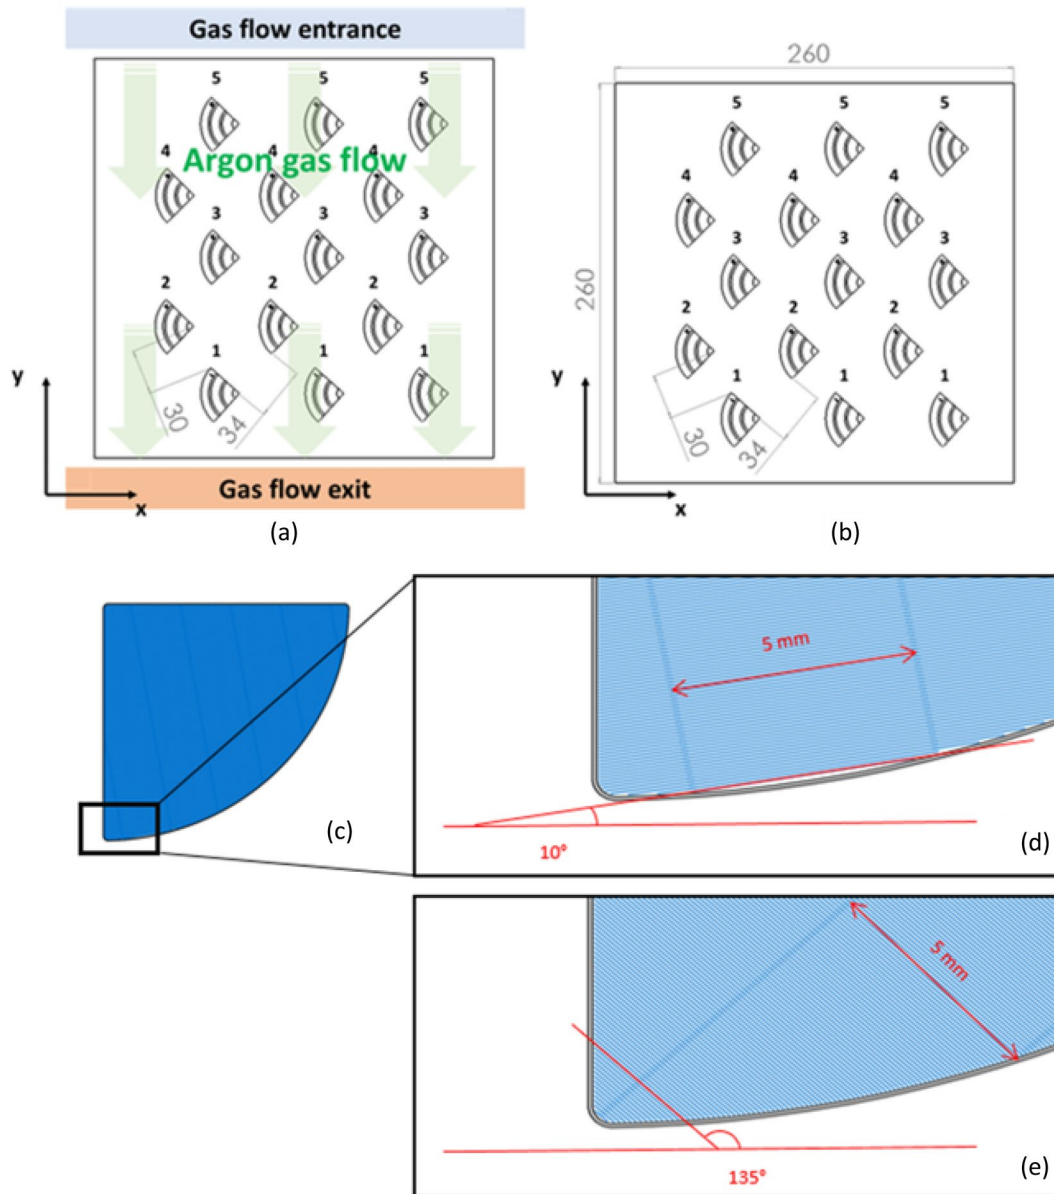 Gas flow entrance
5 5 5
4 4 4
Argon gas flow
3 3 3
2 2 2
1 1 1
y
30
34
Gas flow exit
x
(a)
260
260
5 5 5
4 4 4
3 3 3
2 2 2
1 1 1
y
30
34
x
(b)
(c)
5 mm
10°
(d)
5 mm
135°
(e)